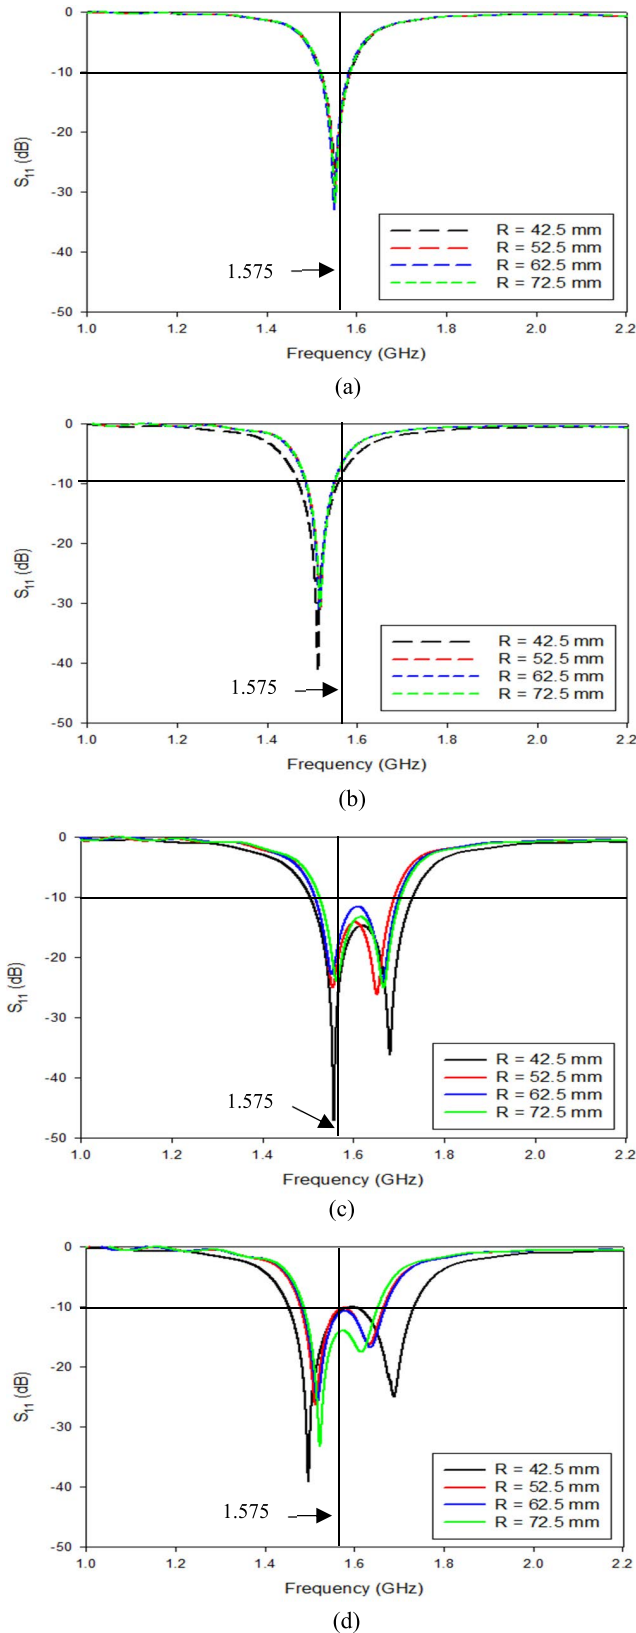 0
-10
-20
-30
-40
-50
S11 (dB)
R = 42.5 mm
R = 52.5 mm
R = 62.5 mm
R = 72.5 mm
1.575
1.0 1.2 1.4 1.6 1.8 2.0 2.2
Frequency (GHz)
(a)
0
-10
-20
-30
-40
-50
S11 (dB)
R = 42.5 mm
R = 52.5 mm
R = 62.5 mm
R = 72.5 mm
1.575
1.0 1.2 1.4 1.6 1.8 2.0 2.2
Frequency (GHz)
(b)
0
-10
-20
-30
-40
-50
S11 (dB)
R = 42.5 mm
R = 52.5 mm
R = 62.5 mm
R = 72.5 mm
1.575
1.0 1.2 1.4 1.6 1.8 2.0 2.2
Frequency (GHz)
(c)
0
-10
-20
-30
-40
-50
S11 (dB)
R = 42.5 mm
R = 52.5 mm
R = 62.5 mm
R = 72.5 mm
1.575
1.0 1.2 1.4 1.6 1.8 2.0 2.2
Frequency (GHz)
(d)